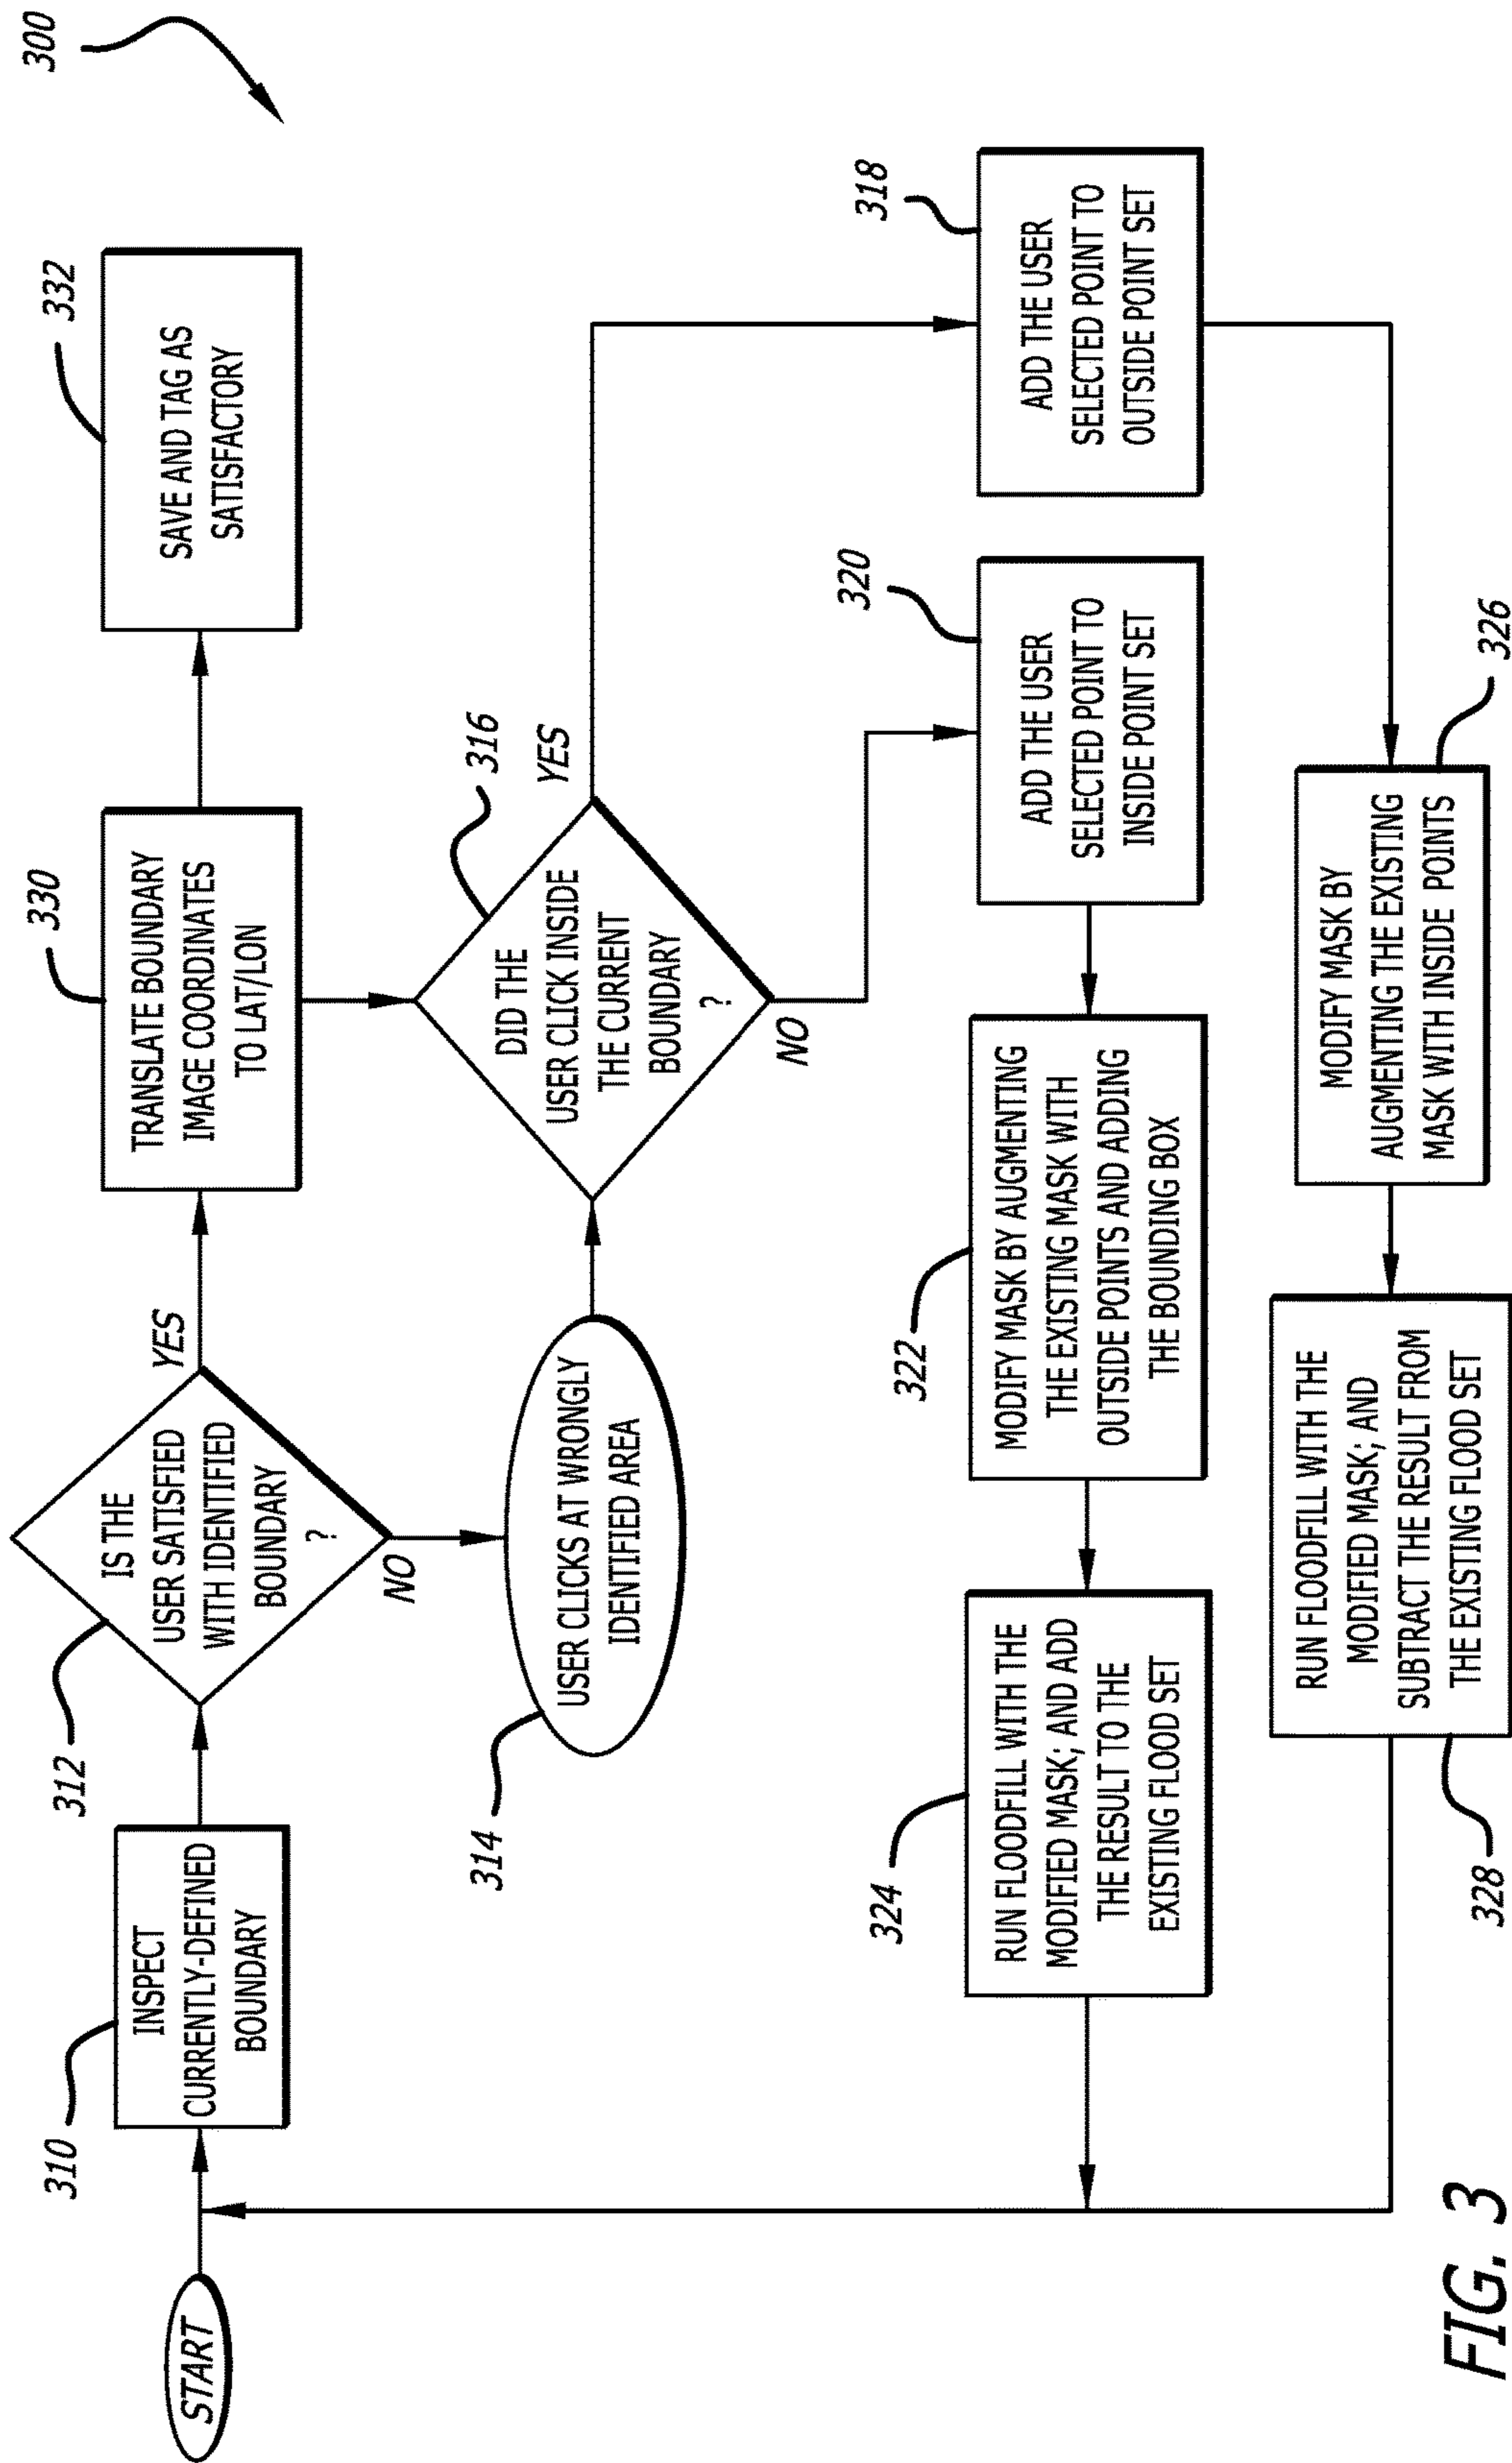 300
START
310
INSPECT
CURRENTLY-DEFINED
BOUNDARY
312
IS THE
USER SATISFIED
WITH IDENTIFIED
BOUNDARY
?
YES
NO
330
TRANSLATE BOUNDARY
IMAGE COORDINATES
TO LAT/LON
332
SAVE AND TAG AS
SATISFACTORY
314
USER CLICKS AT WRONGLY
IDENTIFIED AREA
316
DID THE
USER CLICK INSIDE
THE CURRENT
BOUNDARY
?
YES
NO
318
ADD THE USER
SELECTED POINT TO
OUTSIDE POINT SET
320
ADD THE USER
SELECTED POINT TO
INSIDE POINT SET
322
MODIFY MASK BY AUGMENTING
THE EXISTING MASK WITH
OUTSIDE POINTS AND ADDING
THE BOUNDING BOX
324
RUN FLOODFILL WITH THE
MODIFIED MASK; AND ADD
THE RESULT TO THE
EXISTING FLOOD SET
326
MODIFY MASK BY
AUGMENTING THE EXISTING
MASK WITH INSIDE POINTS
328
RUN FLOODFILL WITH THE
MODIFIED MASK; AND
SUBTRACT THE RESULT FROM
THE EXISTING FLOOD SET
FIG. 3